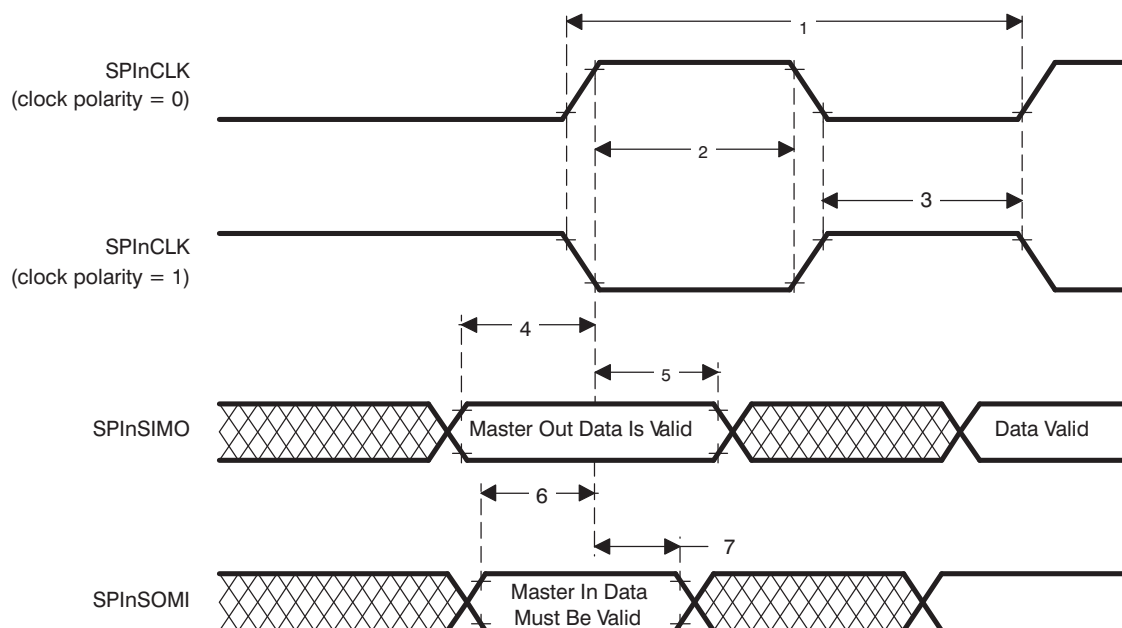 1
SPInCLK
(clock polarity = 0)
2
3
SPInCLK
(clock polarity = 1)
4
5
SPInSIMO
Master Out Data Is Valid
Data Valid
6
7
SPInSOMI
Master In Data
Must Be Valid